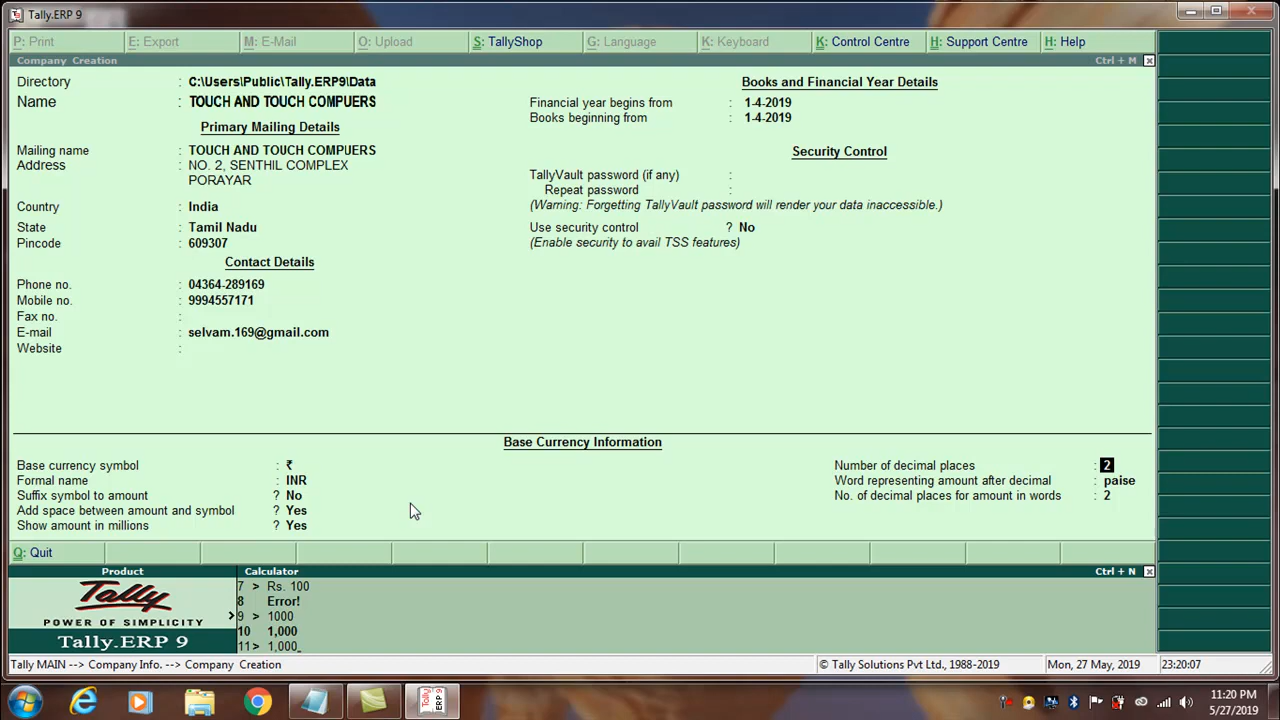 Tally.ERP 9
P: Print E: Export M: E-Mail O: Upload S: TallyShop G: Language K: Keyboard K: Control Centre H: Support Centre H: Help
Company Creation Ctrl + M
Directory : C:\Users\Public\Tally.ERP9\Data
Name : TOUCH AND TOUCH COMPUERS
Primary Mailing Details
Mailing name : TOUCH AND TOUCH COMPUERS
Address : NO. 2, SENTHIL COMPLEX
PORAYAR
Country : India
State : Tamil Nadu
Pincode : 609307
Contact Details
Phone no. : 04364-289169
Mobile no. : 9994557171
Fax no. :
E-mail : selvam.169@gmail.com
Website :
Books and Financial Year Details
Financial year begins from : 1-4-2019
Books beginning from : 1-4-2019
Security Control
TallyVault password (if any) :
Repeat password :
(Warning: Forgetting TallyVault password will render your data inaccessible.)
Use security control ? No
(Enable security to avail TSS features)
Base Currency Information
Base currency symbol : ₹
Formal name : INR
Suffix symbol to amount ? No
Add space between amount and symbol ? Yes
Show amount in millions ? Yes
Number of decimal places : 2
Word representing amount after decimal : paise
No. of decimal places for amount in words : 2
Q: Quit
Product
Tally
POWER OF SIMPLICITY
Tally.ERP 9
Calculator Ctrl + N
7 > Rs. 100
8 Error!
> 9 > 1000
10 1,000
11> 1,000_
Tally MAIN --> Company Info. --> Company Creation © Tally Solutions Pvt Ltd., 1988-2019 Mon, 27 May, 2019 23:20:07
Tally
ERP 9
11:20 PM
5/27/2019